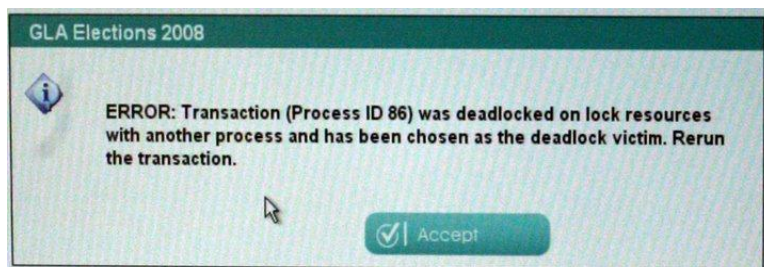 GLA Elections 2008
ERROR: Transaction (Process ID 86) was deadlocked on lock resources
with another process and has been chosen as the deadlock victim. Rerun
the transaction.
Accept